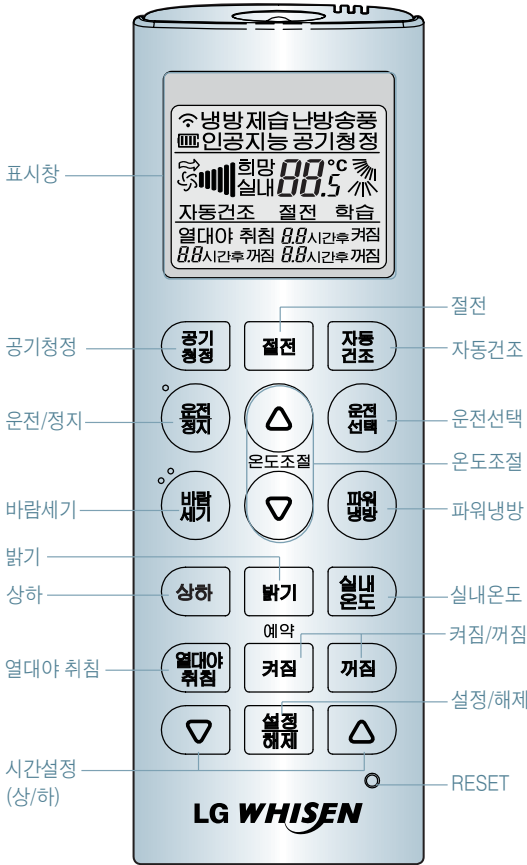 냉방 제습 난방 송풍
인공지능 공기청정
희망 88.5 °C
실내
자동건조 절전 학습
열대야 취침 8.8시간후 켜짐
8.8시간후 꺼짐 8.8시간후 꺼짐
표시창
절전
공기청정
공기
청정
절전
자동
건조
자동건조
운전/정지
운전
정지
운전
선택
운전선택
온도조절
온도조절
바람세기
바람
세기
파워
냉방
파워냉방
밝기
상하
상하
밝기
실내
온도
실내온도
예약
켜짐/꺼짐
열대야 취침
열대야
취침
켜짐
꺼짐
설정/해제
설정
해제
시간설정
(상/하)
RESET
LG WHISEN